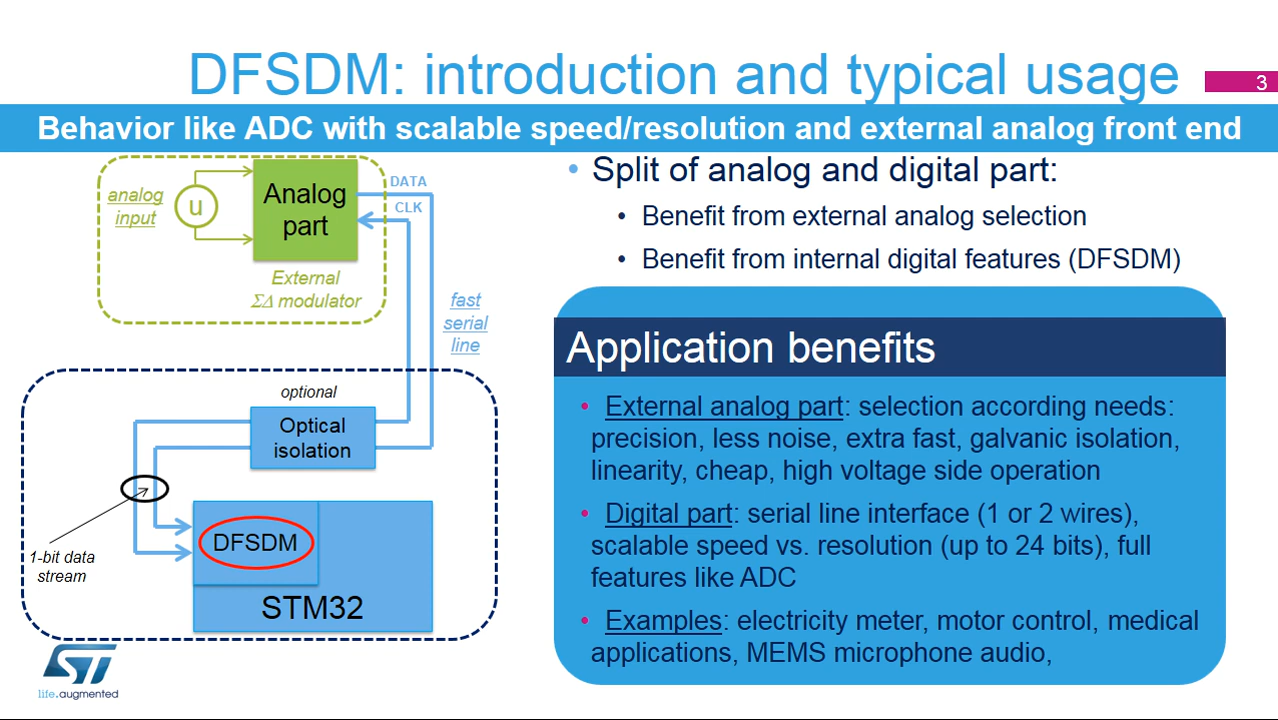 DFSDM: introduction and typical usage
3
Behavior like ADC with scalable speed/resolution and external analog front end
analog
input
u
Analog
part
DATA
CLK
External
ΣΔ modulator
fast
serial
line
optional
Optical
isolation
1-bit data
stream
DFSDM
STM32
• Split of analog and digital part:
• Benefit from external analog selection
• Benefit from internal digital features (DFSDM)
Application benefits
• External analog part: selection according needs:
precision, less noise, extra fast, galvanic isolation,
linearity, cheap, high voltage side operation
• Digital part: serial line interface (1 or 2 wires),
scalable speed vs. resolution (up to 24 bits), full
features like ADC
• Examples: electricity meter, motor control, medical
applications, MEMS microphone audio,
ST
life.augmented